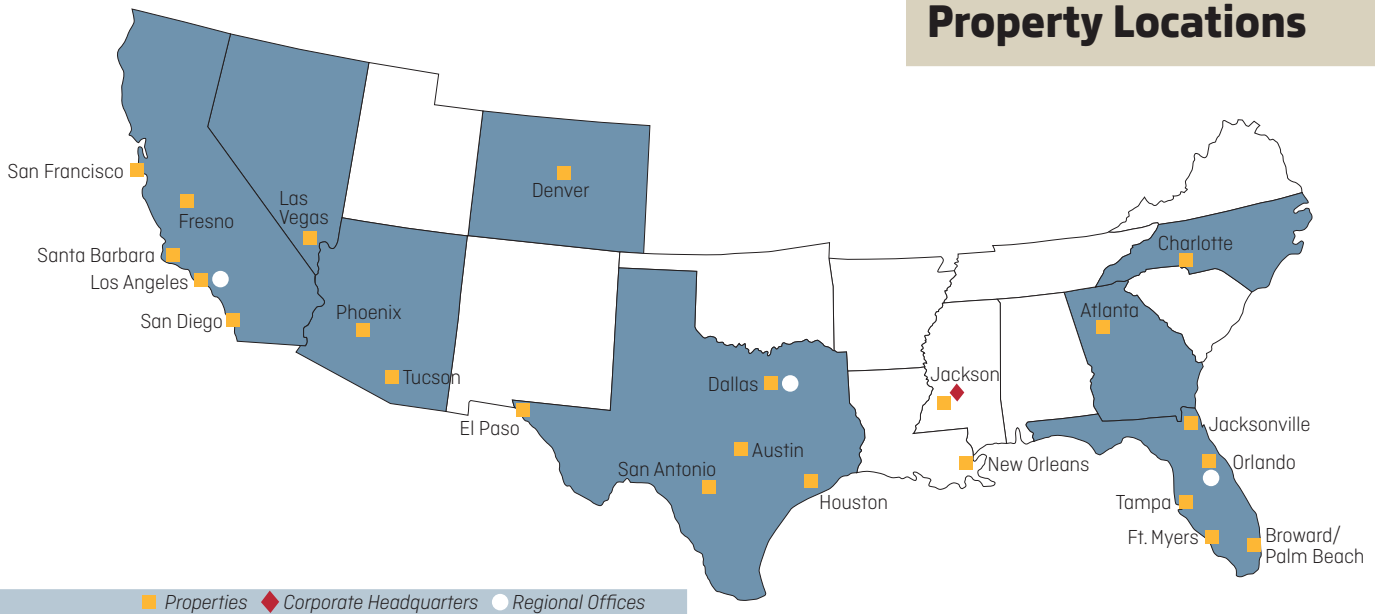 Property Locations
San Francisco
Fresno
Las
Vegas
Denver
Santa Barbara
Los Angeles
San Diego
Phoenix
Tucson
El Paso
Dallas
Austin
San Antonio
Houston
Jackson
New Orleans
Charlotte
Atlanta
Jacksonville
Orlando
Tampa
Ft. Myers
Broward/
Palm Beach
Properties Corporate Headquarters Regional Offices